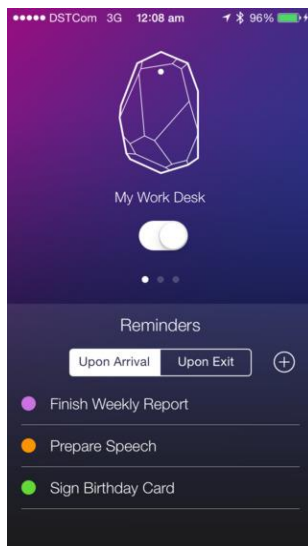 DSTCom 3G 12:08 am 96%
My Work Desk
Reminders
Upon Arrival Upon Exit
Finish Weekly Report
Prepare Speech
Sign Birthday Card